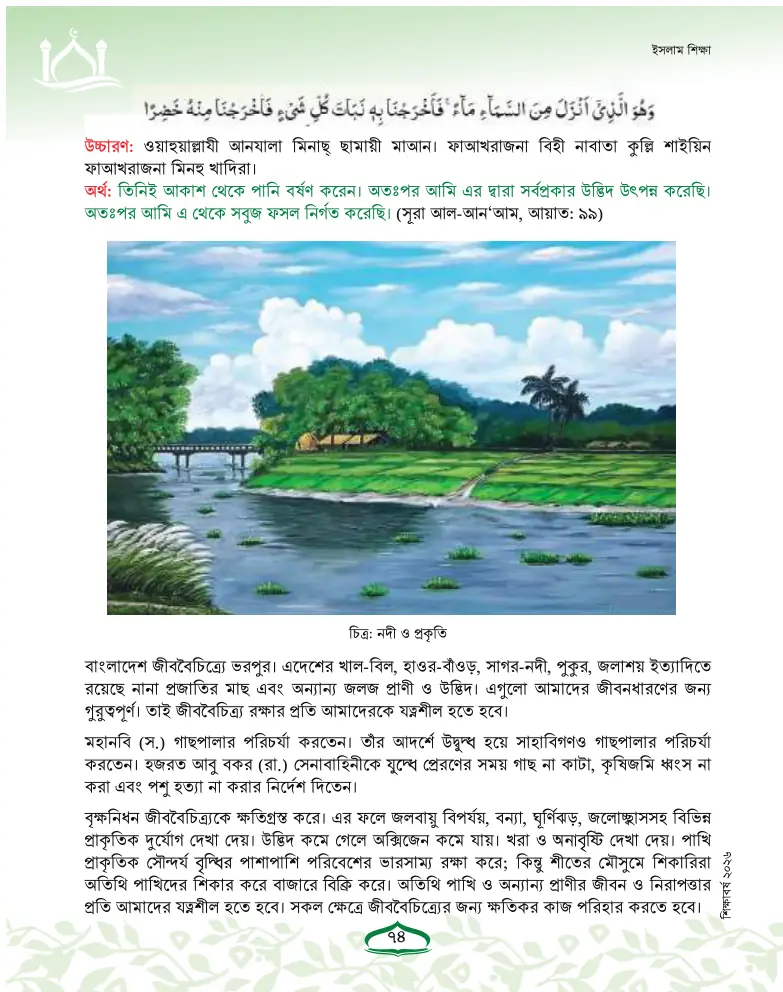 ইসলাম শিক্ষা
وَهُوَ الَّذِيْٓ اَنْزَلَ مِنَ السَّمَآءِ مَآءً ۚ فَاَخْرَجْنَا بِهٖ نَبَاتَ كُلِّ شَيْءٍ فَاَخْرَجْنَا مِنْهُ خَضِرًا
উচ্চারণ: ওয়াহুয়াল্লাযী আনযালা মিনাছ্ ছামায়ী মাআন। ফাআখরাজনা বিহী নাবাতা কুল্লি শাইয়িন
ফাআখরাজনা মিনহু খাদিরা।
অর্থ: তিনিই আকাশ থেকে পানি বর্ষণ করেন। অতঃপর আমি এর দ্বারা সর্বপ্রকার উদ্ভিদ উৎপন্ন করেছি।
অতঃপর আমি এ থেকে সবুজ ফসল নির্গত করেছি। (সূরা আল-আন‘আম, আয়াত: ৯৯)
চিত্র: নদী ও প্রকৃতি
বাংলাদেশ জীববৈচিত্র্যে ভরপুর। এদেশের খাল-বিল, হাওর-বাঁওড়, সাগর-নদী, পুকুর, জলাশয় ইত্যাদিতে
রয়েছে নানা প্রজাতির মাছ এবং অন্যান্য জলজ প্রাণী ও উদ্ভিদ। এগুলো আমাদের জীবনধারণের জন্য
গুরুত্বপূর্ণ। তাই জীববৈচিত্র্য রক্ষার প্রতি আমাদেরকে যত্নশীল হতে হবে।
মহানবি (স.) গাছপালার পরিচর্যা করতেন। তাঁর আদর্শে উদ্বুদ্ধ হয়ে সাহাবিগণও গাছপালার পরিচর্যা
করতেন। হজরত আবু বকর (রা.) সেনাবাহিনীকে যুদ্ধে প্রেরণের সময় গাছ না কাটা, কৃষিজমি ধ্বংস না
করা এবং পশু হত্যা না করার নির্দেশ দিতেন।
বৃক্ষনিধন জীববৈচিত্র্যকে ক্ষতিগ্রস্ত করে। এর ফলে জলবায়ু বিপর্যয়, বন্যা, ঘূর্ণিঝড়, জলোচ্ছ্বাসসহ বিভিন্ন
প্রাকৃতিক দুর্যোগ দেখা দেয়। উদ্ভিদ কমে গেলে অক্সিজেন কমে যায়। খরা ও অনাবৃষ্টি দেখা দেয়। পাখি
প্রাকৃতিক সৌন্দর্য বৃদ্ধির পাশাপাশি পরিবেশের ভারসাম্য রক্ষা করে; কিন্তু শীতের মৌসুমে শিকারিরা
অতিথি পাখিদের শিকার করে বাজারে বিক্রি করে। অতিথি পাখি ও অন্যান্য প্রাণীর জীবন ও নিরাপত্তার
প্রতি আমাদের যত্নশীল হতে হবে। সকল ক্ষেত্রে জীববৈচিত্র্যের জন্য ক্ষতিকর কাজ পরিহার করতে হবে।
শিক্ষাবর্ষ ২০২৬
৭৪